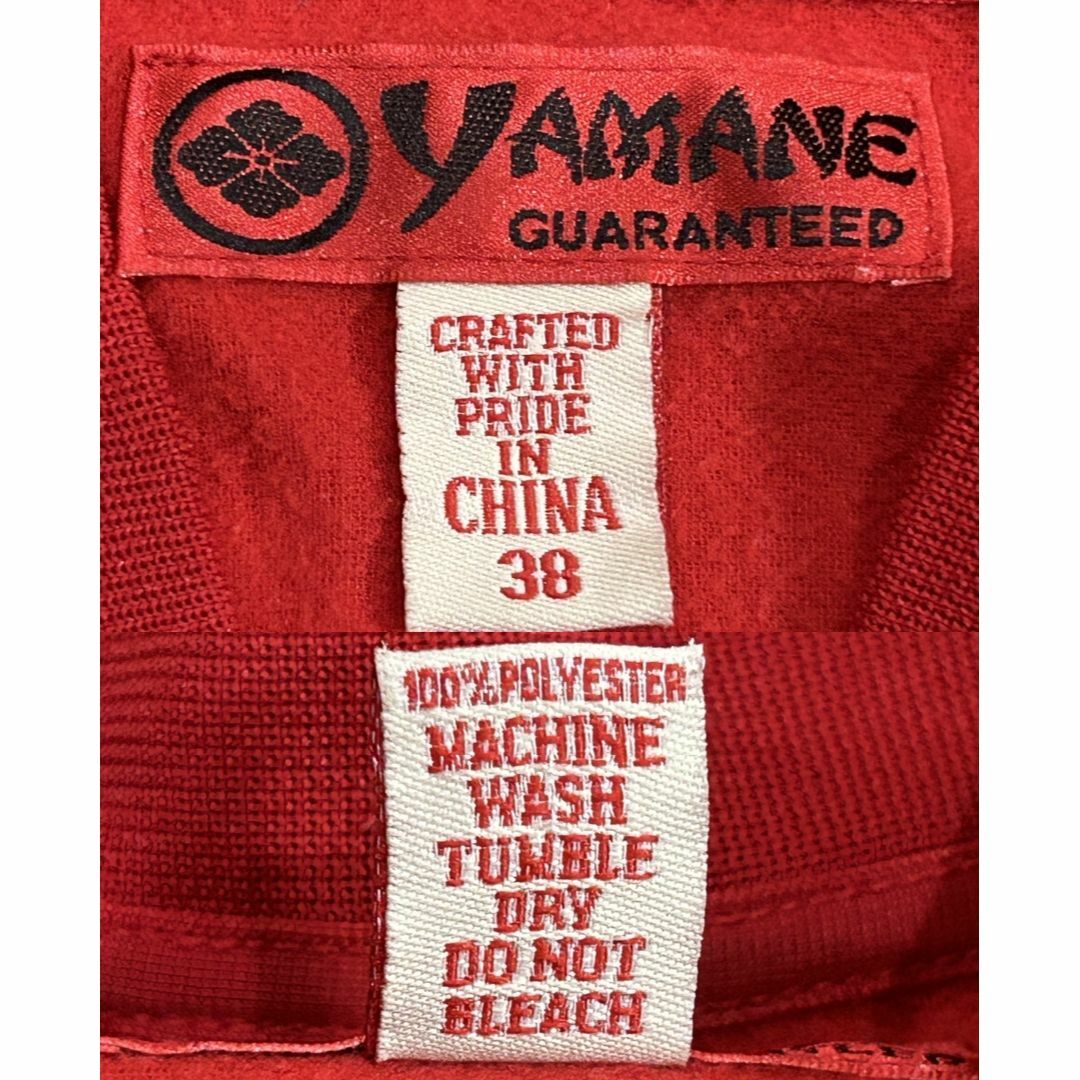 YAMANE
GUARANTEED
CRAFTED
WITH
PRIDE
IN
CHINA
38
100% POLYESTER
MACHINE
WASH
TUMBLE
DRY
DO NOT
BLEACH